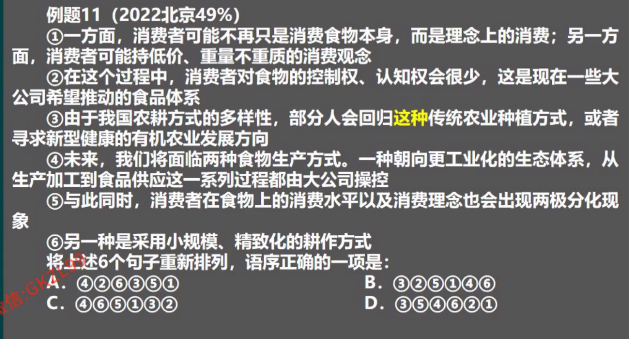 例题11（2022北京49%）
①一方面，消费者可能不再只是消费食物本身，而是理念上的消费；另一方
面，消费者可能持低价、重量不重质的消费观念
②在这个过程中，消费者对食物的控制权、认知权会很少，这是现在一些大
公司希望推动的食品体系
③由于我国农耕方式的多样性，部分人会回归这种传统农业种植方式，或者
寻求新型健康的有机农业发展方向
④未来，我们将面临两种食物生产方式。一种朝向更工业化的生态体系，从
生产加工到食品供应这一系列过程都由大公司操控
⑤与此同时，消费者在食物上的消费水平以及消费理念也会出现两极分化现
象
⑥另一种是采用小规模、精致化的耕作方式
将上述6个句子重新排列，语序正确的一项是：
A. ④②⑥③⑤① B. ③②⑤①④⑥
C. ④⑥⑤①③② D. ③⑤④⑥②①